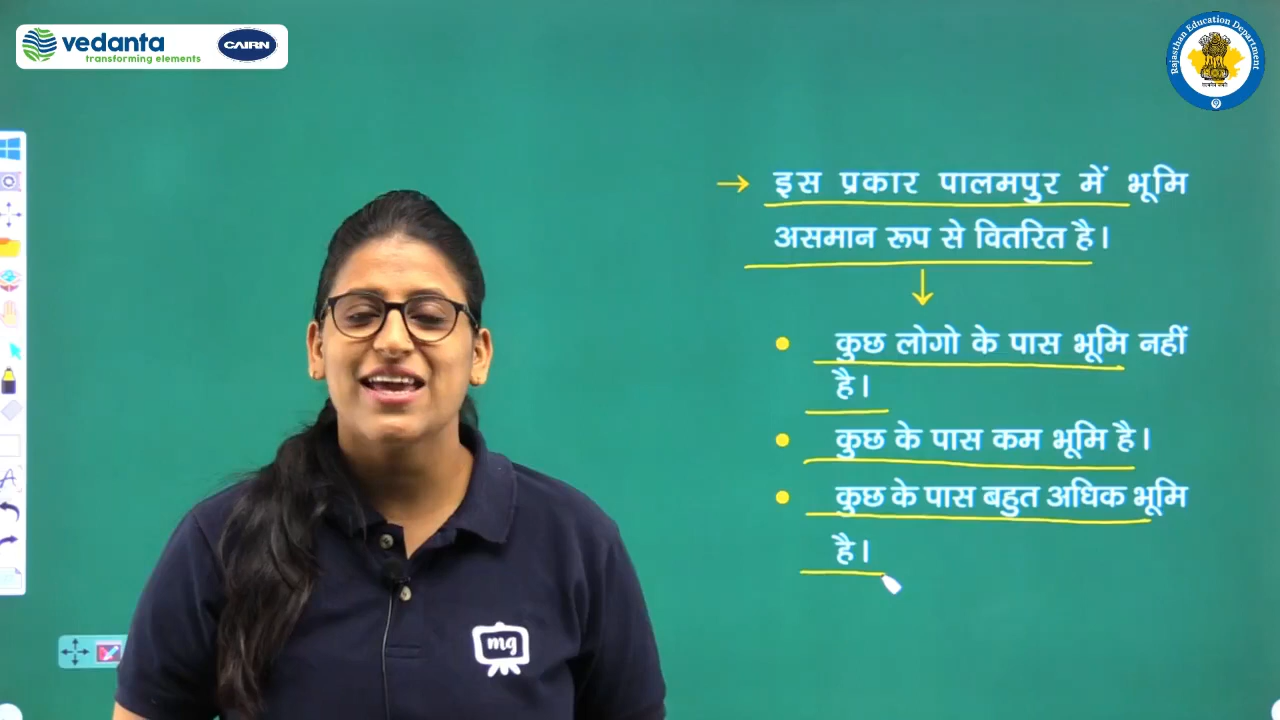 vedanta
transforming elements
CAIRN
Rajasthan Education Department
→ इस प्रकार पालमपुर में भूमि
असमान रूप से वितरित है।
• कुछ लोगो के पास भूमि नहीं
है।
• कुछ के पास कम भूमि है।
• कुछ के पास बहुत अधिक भूमि
है।
mg